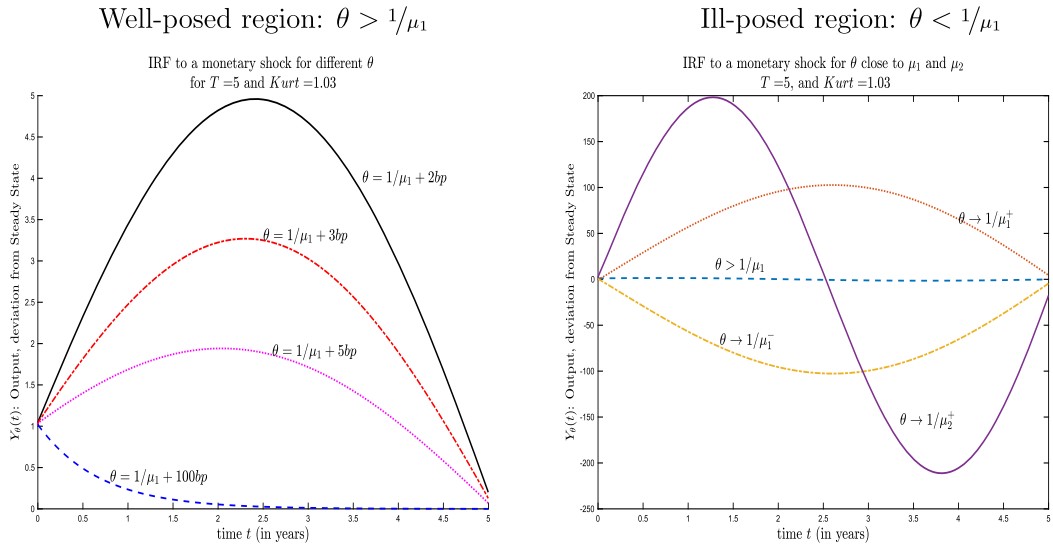 Well-posed region: θ > 1/μ₁
IRF to a monetary shock for different θ
for T =5 and Kurt =1.03
Y_θ(t): Output, deviation from Steady State
5
4.5
4
3.5
3
2.5
2
1.5
1
0.5
0
θ = 1/μ₁ + 2bp
θ = 1/μ₁ + 3bp
θ = 1/μ₁ + 5bp
θ = 1/μ₁ + 100bp
0 0.5 1 1.5 2 2.5 3 3.5 4 4.5 5
time t (in years)
Ill-posed region: θ < 1/μ₁
IRF to a monetary shock for θ close to μ₁ and μ₂
T =5, and Kurt =1.03
Y_θ(t): Output, deviation from Steady State
200
150
100
50
0
-50
-100
-150
-200
-250
θ → 1/μ₁⁺
θ > 1/μ₁
θ → 1/μ₁⁻
θ → 1/μ₂⁺
0 0.5 1 1.5 2 2.5 3 3.5 4 4.5 5
time t (in years)